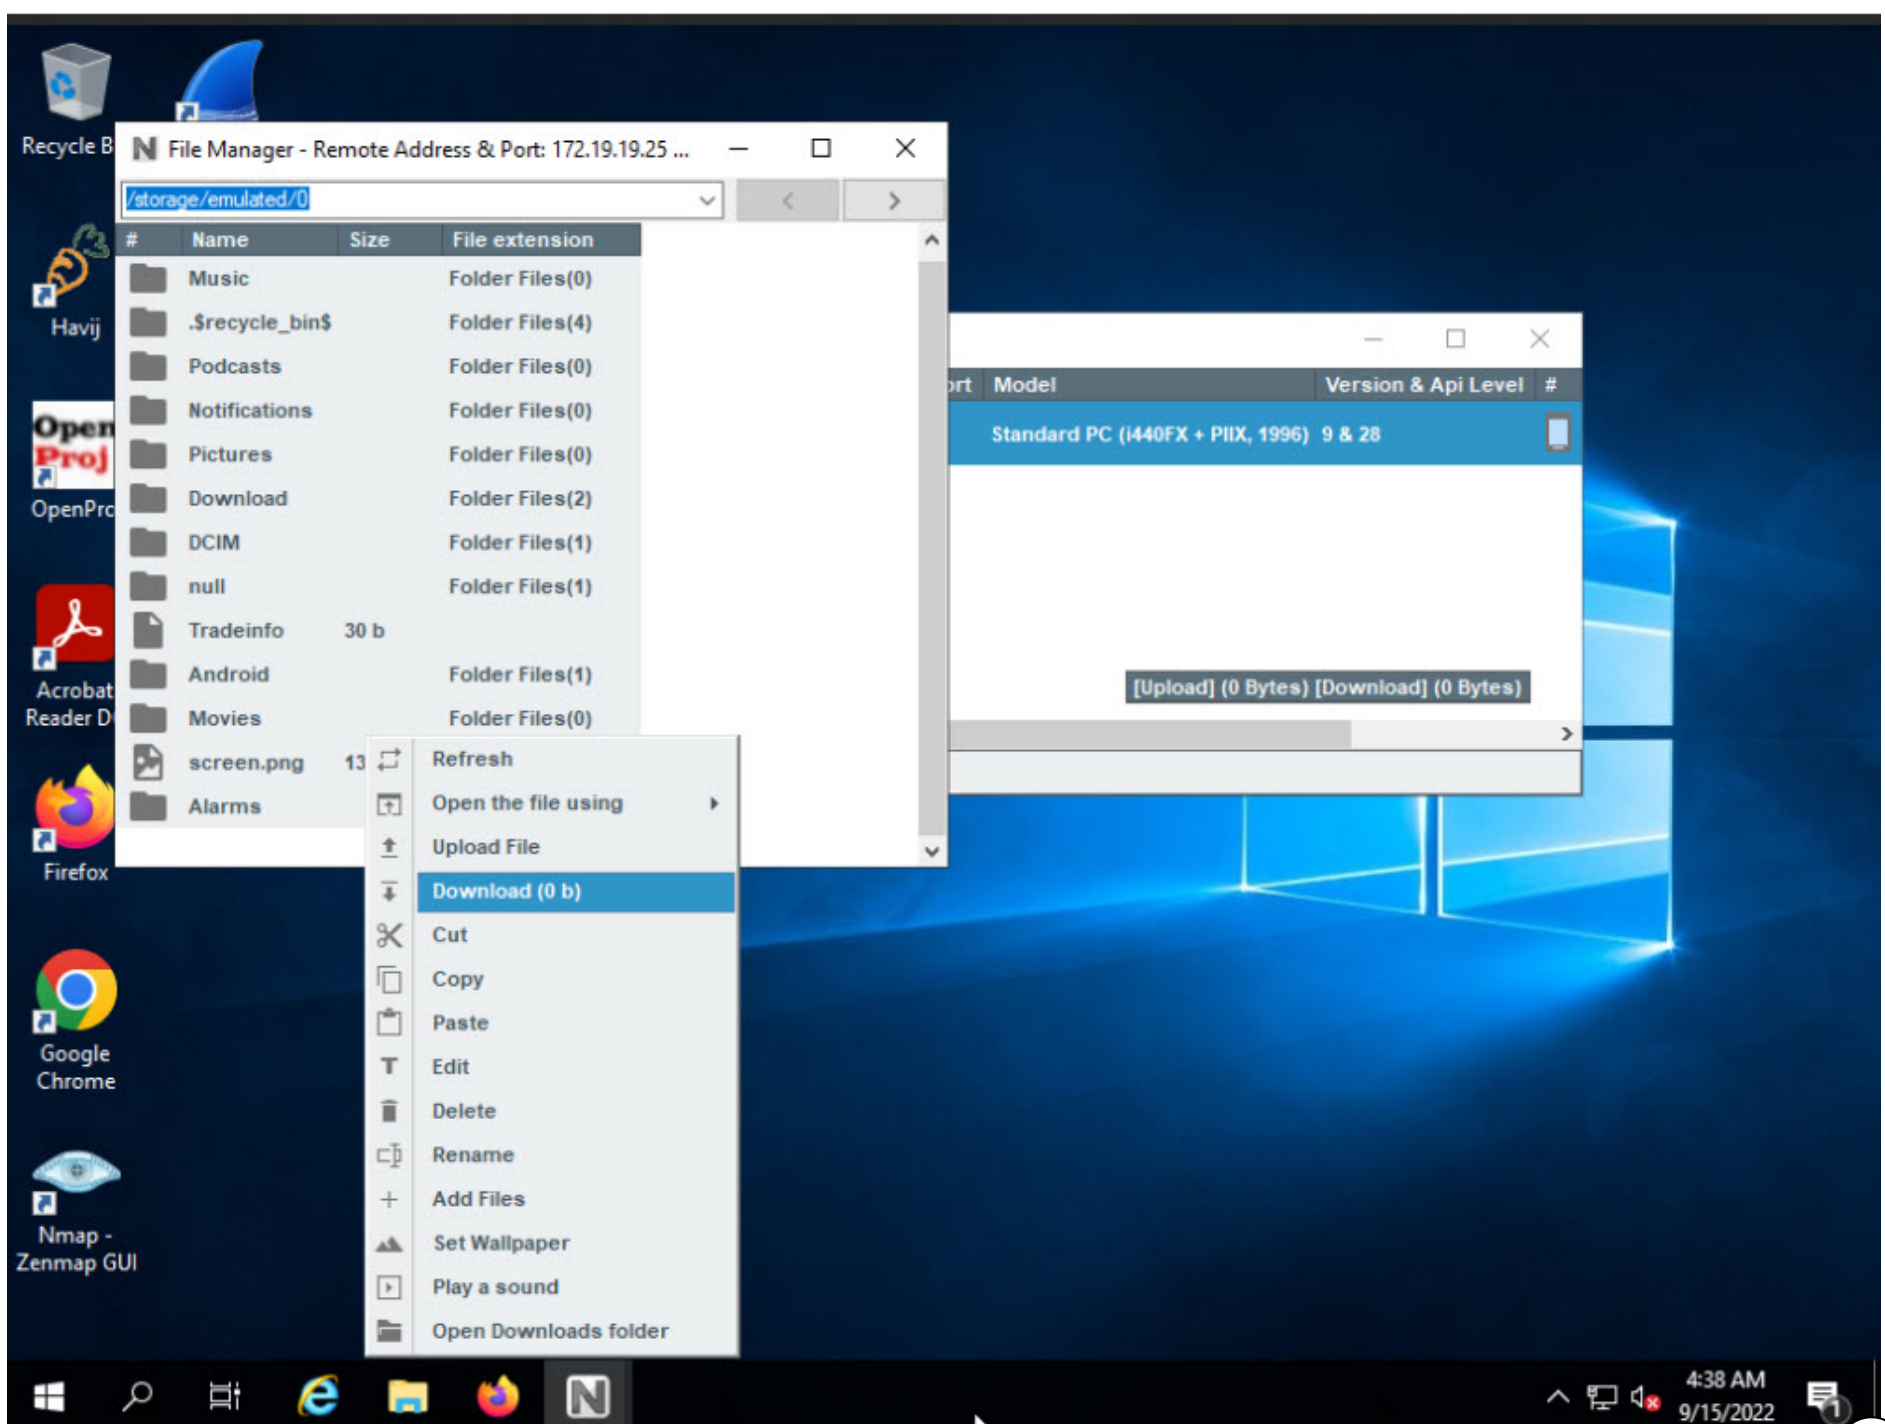 Recycle B
File Manager - Remote Address & Port: 172.19.19.25 ...
/storage/emulated/0
# Name Size File extension
Music Folder Files(0)
.$recycle_bin$ Folder Files(4)
Podcasts Folder Files(0)
Notifications Folder Files(0)
Pictures Folder Files(0)
Download Folder Files(2)
DCIM Folder Files(1)
null Folder Files(1)
Tradeinfo 30 b
Android Folder Files(1)
Movies Folder Files(0)
screen.png 13
Alarms
Refresh
Open the file using
Upload File
Download (0 b)
Cut
Copy
Paste
Edit
Delete
Rename
Add Files
Set Wallpaper
Play a sound
Open Downloads folder
ort Model Version & Api Level #
Standard PC (i440FX + PIIX, 1996) 9 & 28
[Upload] (0 Bytes) [Download] (0 Bytes)
Havij
Open
Proj
OpenPro
Acrobat
Reader D
Firefox
Google
Chrome
Nmap -
Zenmap GUI
4:38 AM
9/15/2022
1